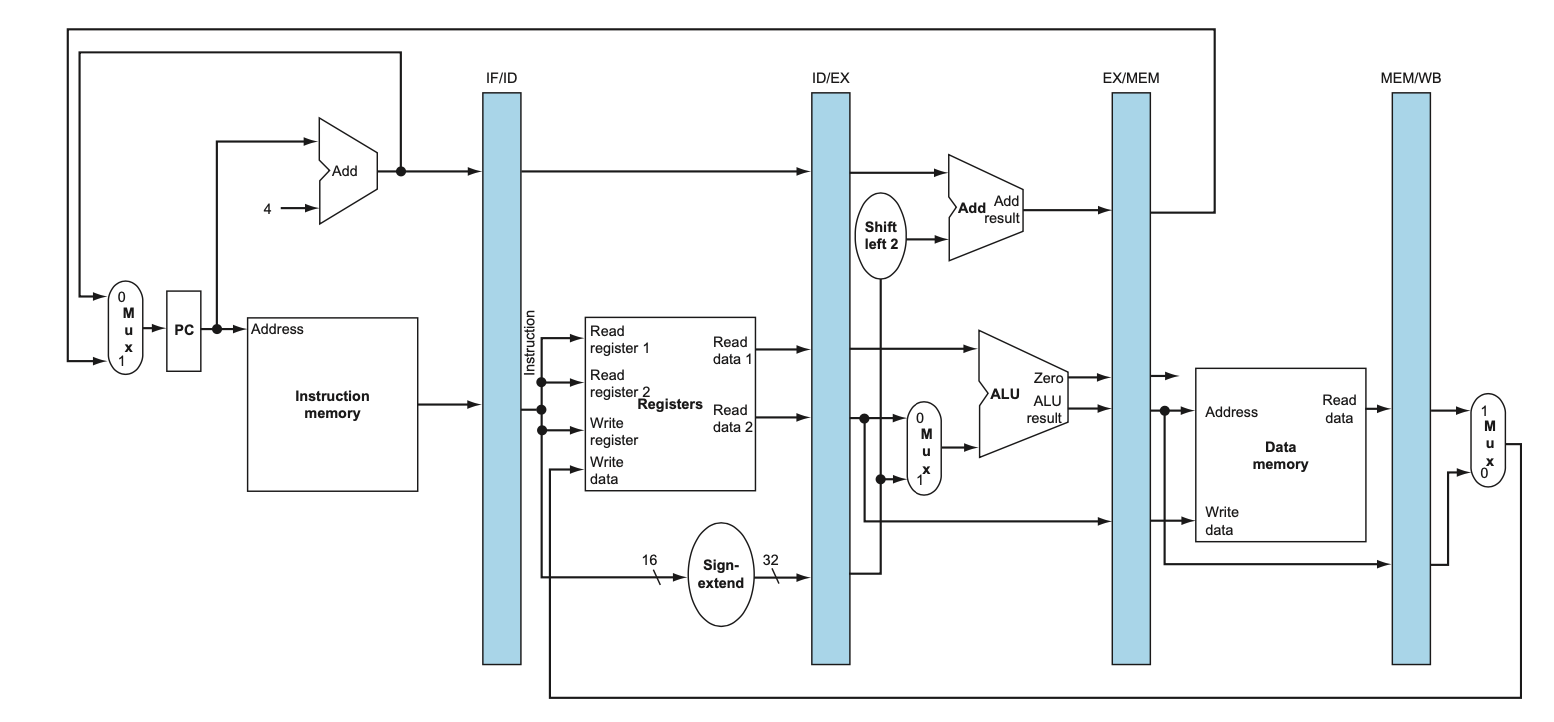 IF/ID
ID/EX
EX/MEM
MEM/WB
Add
4
Add
Add
result
Shift
left 2
0
M
u
x
1
PC
Address
Instruction
memory
Instruction
Read
register 1
Read
register 2
Registers
Write
register
Write
data
Read
data 1
Read
data 2
16
Sign-
extend
32
0
M
u
x
1
ALU
Zero
ALU
result
Address
Read
data
Data
memory
Write
data
1
M
u
x
0